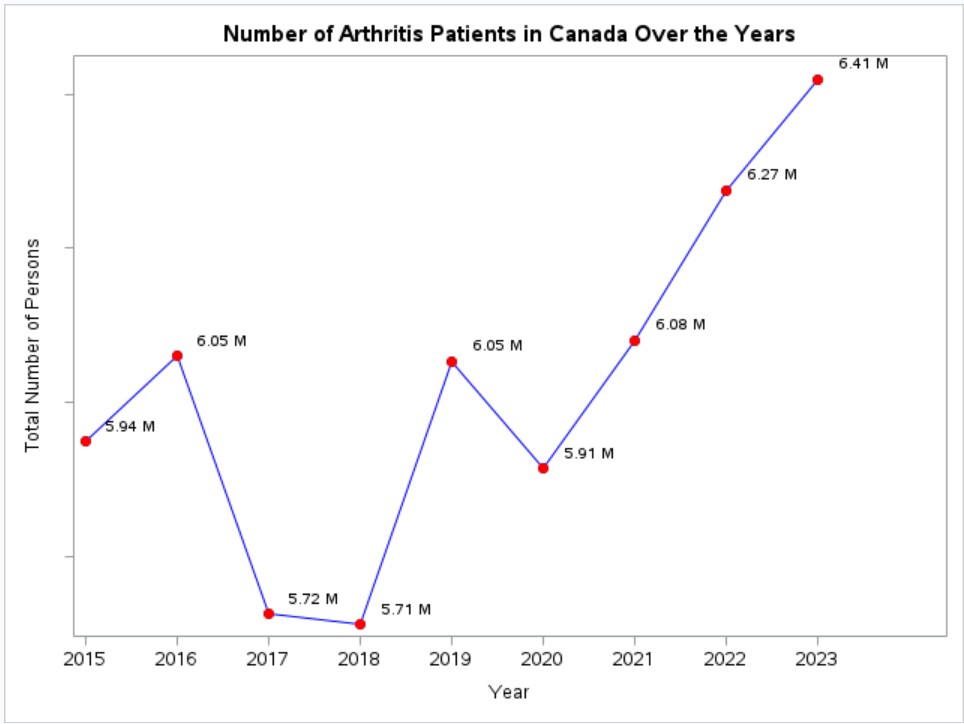 Number of Arthritis Patients in Canada Over the Years
6.41 M
6.27 M
6.08 M
6.05 M
6.05 M
5.94 M
5.91 M
5.72 M
5.71 M
Total Number of Persons
2015 2016 2017 2018 2019 2020 2021 2022 2023
Year